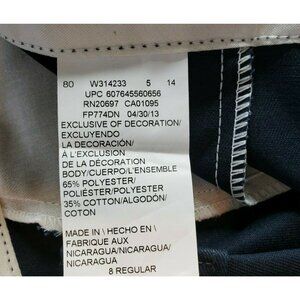 80 W314233 5 14
UPC 607645560656
RN20697 CA01095
FP774DN 04/30/13
EXCLUSIVE OF DECORATION/
EXCLUYENDO
LA DECORACIÓN/
À L'EXCLUSION
DE LA DÉCORATION
BODY/CUERPO/L'ENSEMBLE
65% POLYESTER/
POLIÉSTER/POLYESTER
35% COTTON/ALGODÓN/
COTON
MADE IN \ HECHO EN /
FABRIQUE AUX
NICARAGUA/NICARAGUA/
NICARAGUA
8 REGULAR